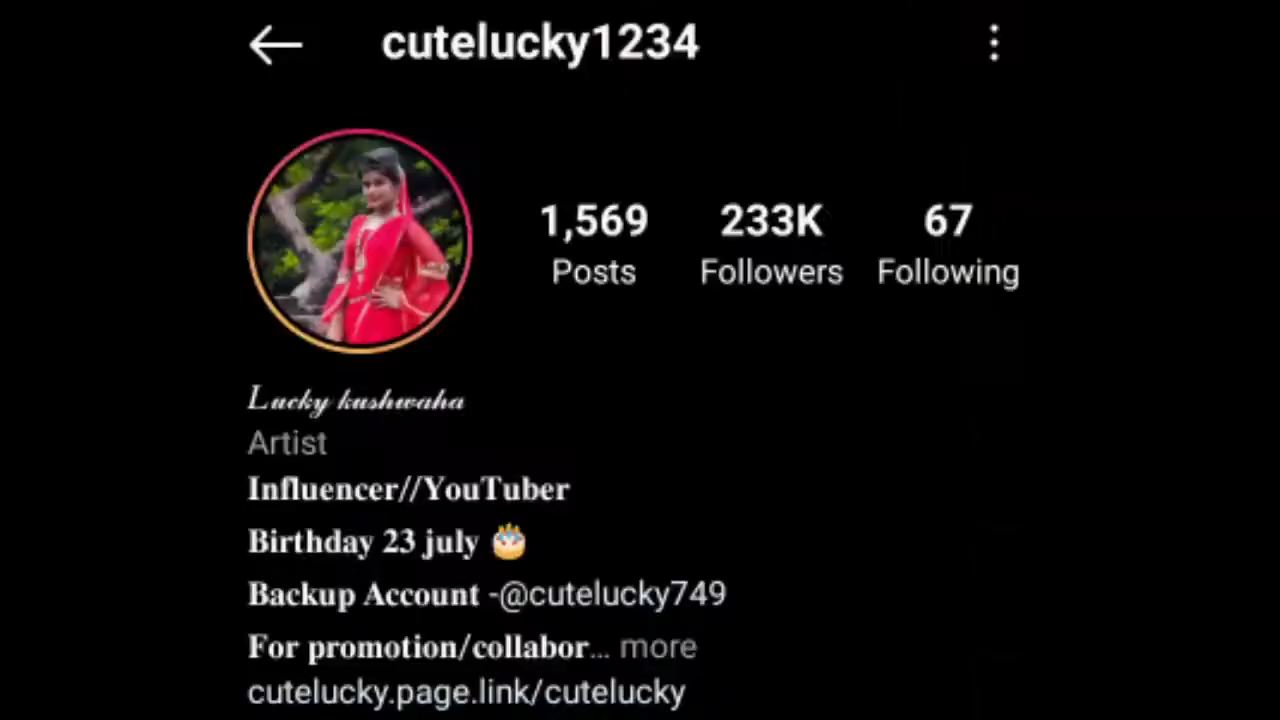 cutelucky1234
1,569 233K 67
Posts Followers Following
Lucky kushwaha
Artist
Influencer//YouTuber
Birthday 23 july 🎂
Backup Account -@cutelucky749
For promotion/collabor... more
cutelucky.page.link/cutelucky